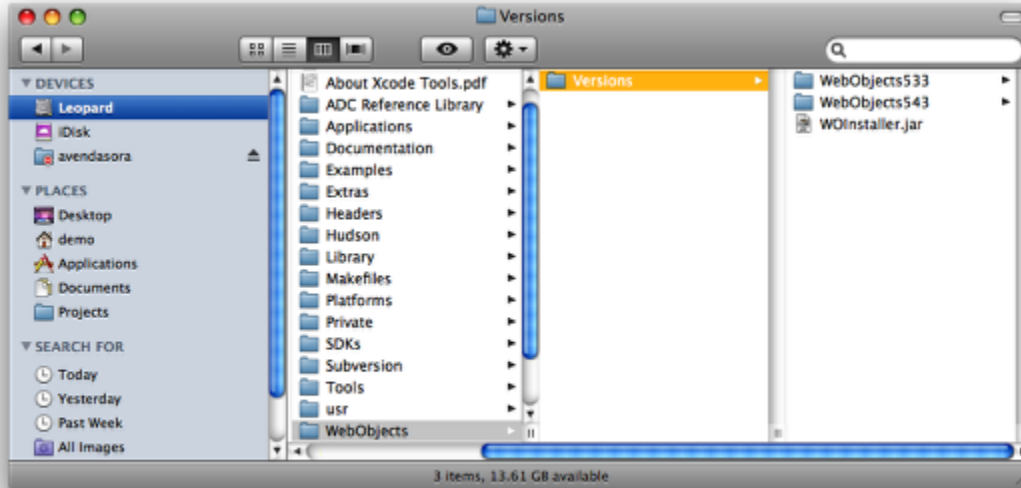 Versions
DEVICES
Leopard
iDisk
avendasora
PLACES
Desktop
demo
Applications
Documents
Projects
SEARCH FOR
Today
Yesterday
Past Week
All Images
About Xcode Tools.pdf
ADC Reference Library
Applications
Documentation
Examples
Extras
Headers
Hudson
Library
Makefiles
Platforms
Private
SDKs
Subversion
Tools
usr
WebObjects
Versions
WebObjects533
WebObjects543
WOInstaller.jar
3 items, 13.61 GB available